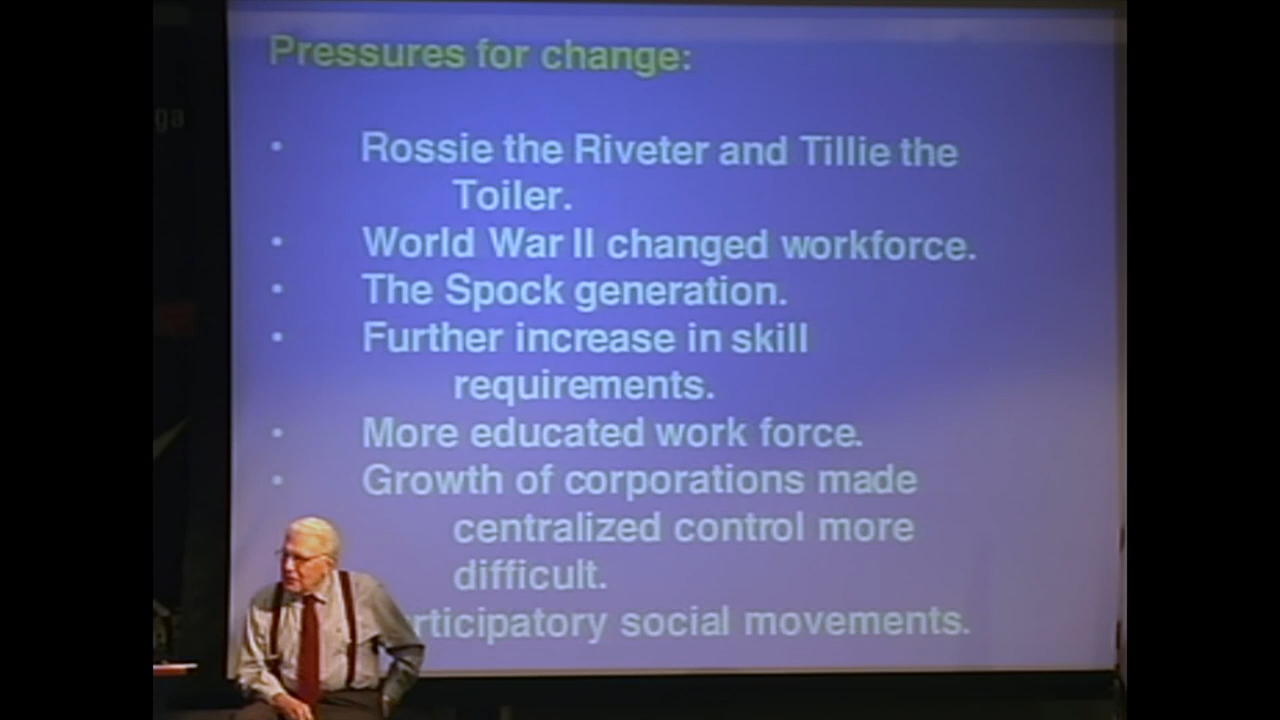 Pressures for change:
• Rossie the Riveter and Tillie the
Toiler.
• World War II changed workforce.
• The Spock generation.
• Further increase in skill
requirements.
• More educated work force.
• Growth of corporations made
centralized control more
difficult.
social movements.